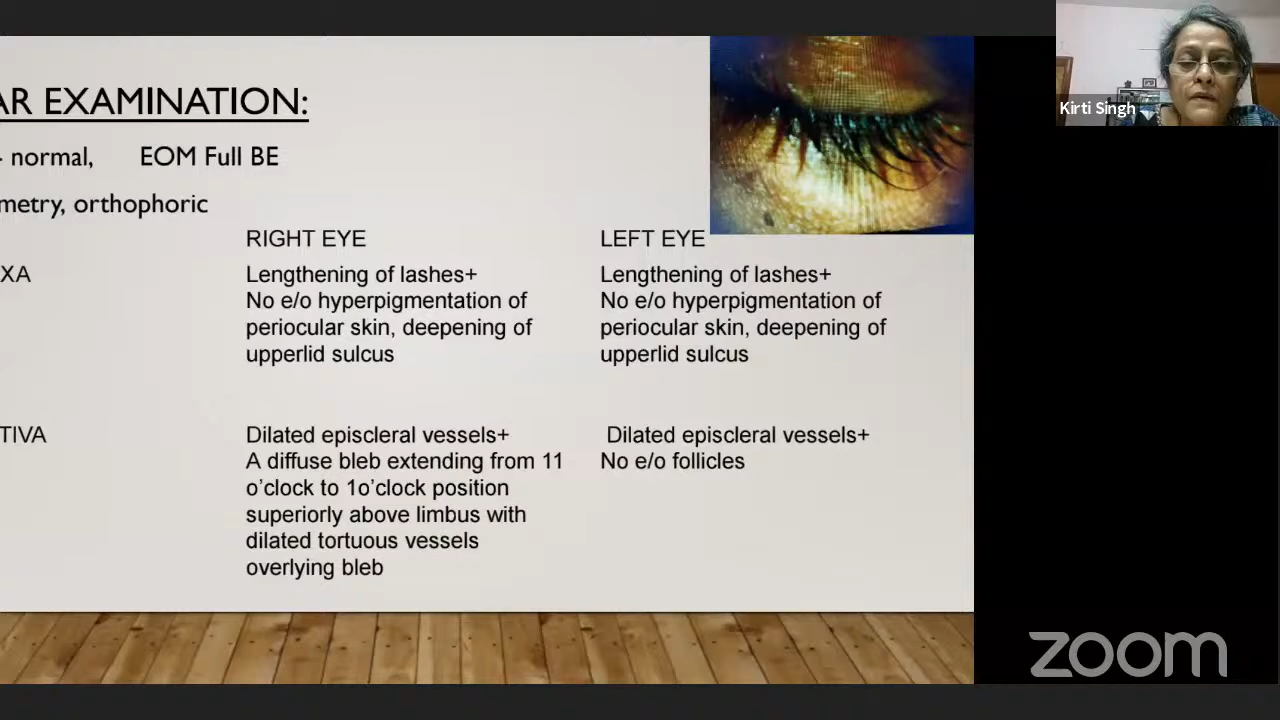 AR EXAMINATION:
- normal, EOM Full BE
metry, orthophoric
RIGHT EYE LEFT EYE
XA Lengthening of lashes+ Lengthening of lashes+
No e/o hyperpigmentation of No e/o hyperpigmentation of
periocular skin, deepening of periocular skin, deepening of
upperlid sulcus upperlid sulcus
TIVA Dilated episcleral vessels+ Dilated episcleral vessels+
A diffuse bleb extending from 11 No e/o follicles
o’clock to 1o’clock position
superiorly above limbus with
dilated tortuous vessels
overlying bleb
Kirti Singh
zoom